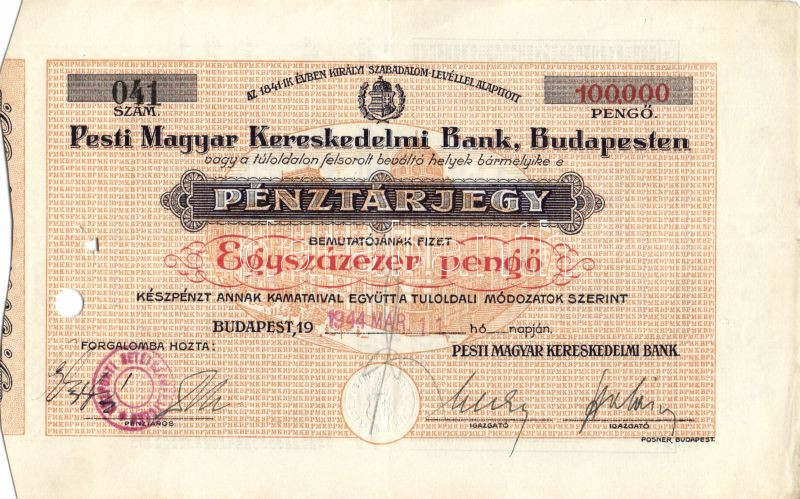 041
SZÁM.
AZ 1841-IK ÉVBEN KIRÁLYI SZABADALOM-LEVÉLLEL ALAPITOTT
100.000
PENGŐ.
Pesti Magyar Kereskedelmi Bank, Budapesten
vagy a túloldalon felsorolt beváltó helyek bármelyike e
PÉNZTÁRJEGY
BEMUTATÓJÁNAK FIZET
Egyszázezer pengő
KÉSZPÉNZT ANNAK KAMATAIVAL EGYÜTT A TULOLDALI MÓDOZATOK SZERINT
BUDAPEST, 19 1944 MAR. 11 hó napján.
FORGALOMBA HOZTA:
PESTI MAGYAR KERESKEDELMI BANK.
PÉNZTÁROS
IGAZGATÓ
IGAZGATÓ
POSNER, BUDAPEST.